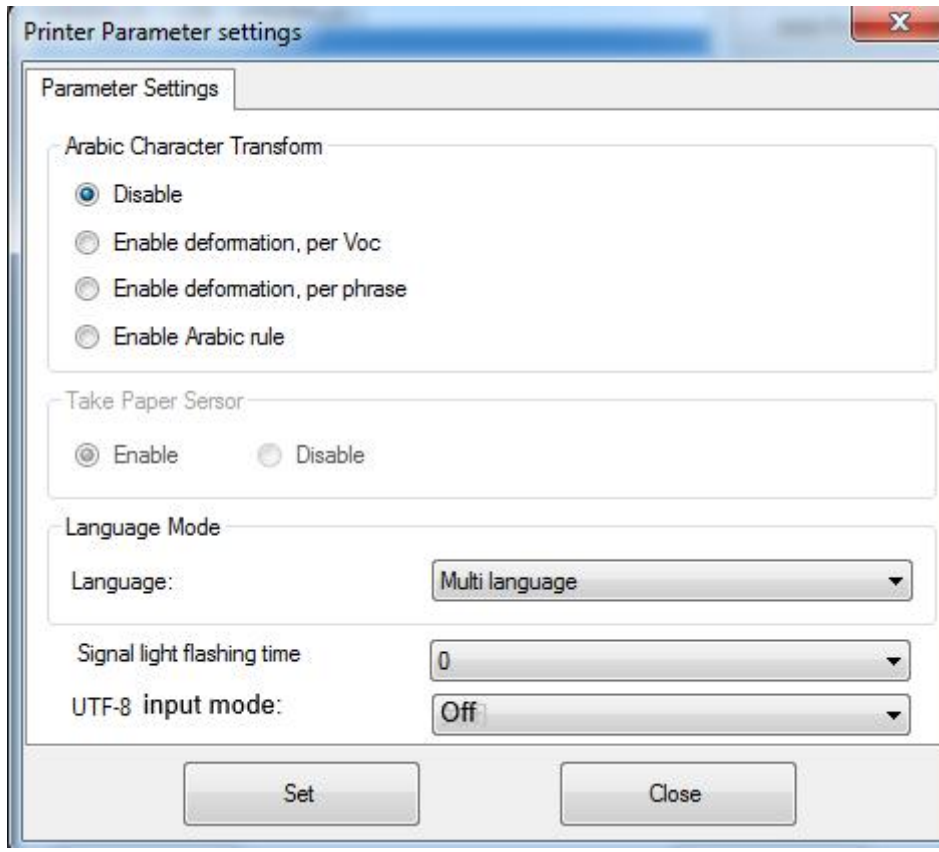 Printer Parameter settings
Parameter Settings
Arabic Character Transform
Disable
Enable deformation, per Voc
Enable deformation, per phrase
Enable Arabic rule
Take Paper Sersor
Enable Disable
Language Mode
Language: Multi language
Signal light flashing time 0
UTF-8 input mode: Off
Set Close